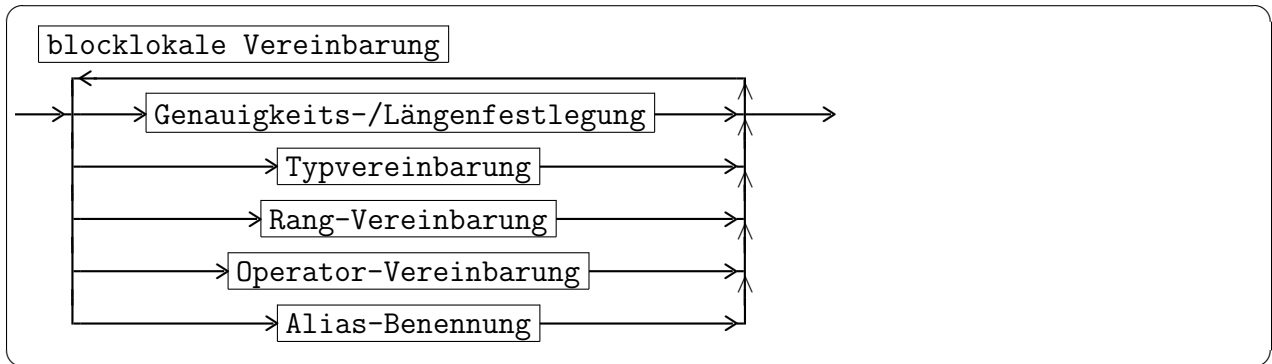 blocklokale Vereinbarung
Genauigkeits-/Längenfestlegung
Typvereinbarung
Rang-Vereinbarung
Operator-Vereinbarung
Alias-Benennung